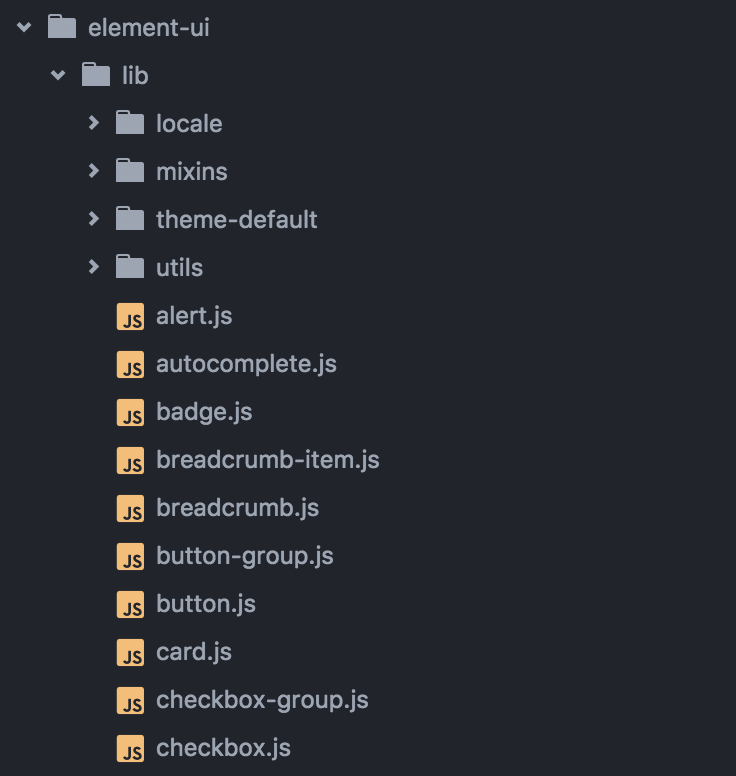 element-ui
lib
locale
mixins
theme-default
utils
JS alert.js
JS autocomplete.js
JS badge.js
JS breadcrumb-item.js
JS breadcrumb.js
JS button-group.js
JS button.js
JS card.js
JS checkbox-group.js
JS checkbox.js